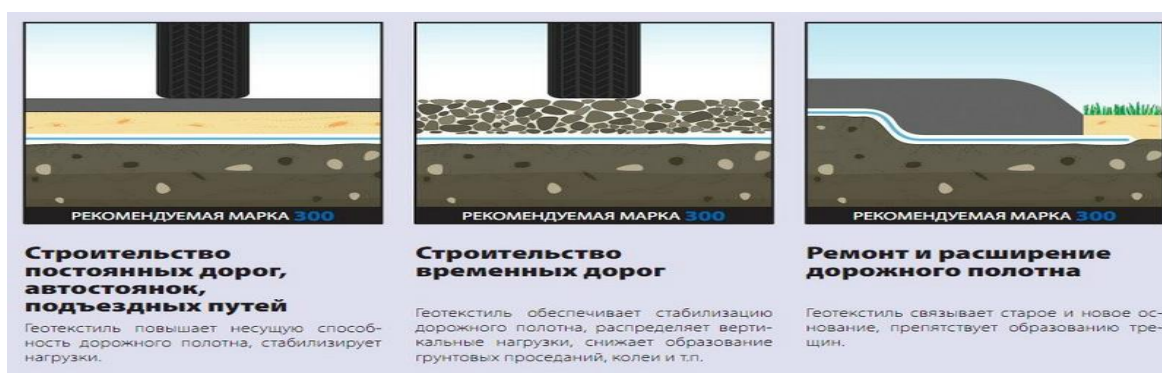 РЕКОМЕНДУЕМАЯ МАРКА 300
Строительство
постоянных дорог,
автостоянок,
подъездных путей
Геотекстиль повышает несущую способ-
ность дорожного полотна, стабилизирует
нагрузки.
РЕКОМЕНДУЕМАЯ МАРКА 300
Строительство
временных дорог
Геотекстиль обеспечивает стабилизацию
дорожного полотна, распределяет верти-
кальные нагрузки, снижает образование
грунтовых проседаний, колеи и т.п.
РЕКОМЕНДУЕМАЯ МАРКА 300
Ремонт и расширение
дорожного полотна
Геотекстиль связывает старое и новое ос-
нование, препятствует образованию тре-
щин.